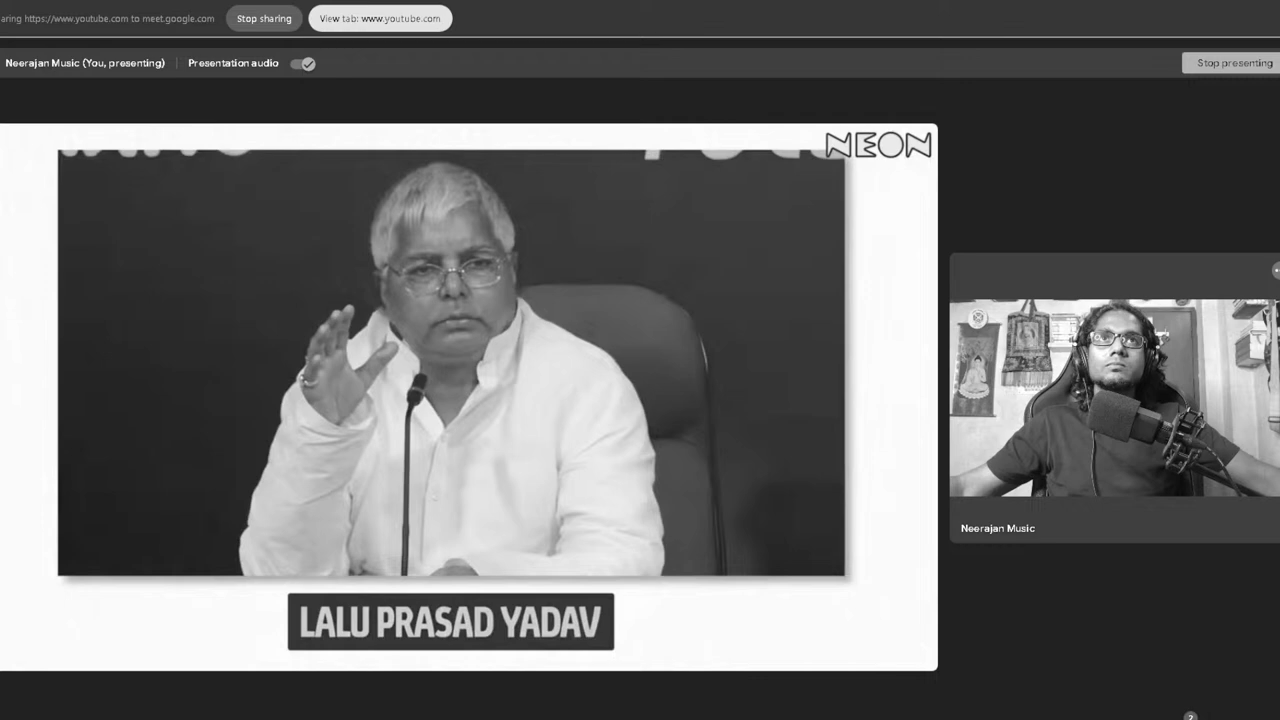 aring https://www.youtube.com to meet.google.com
Stop sharing
View tab: www.youtube.com
Neerajan Music (You, presenting)
Presentation audio
Stop presenting
NEON
Neerajan Music
LALU PRASAD YADAV
2